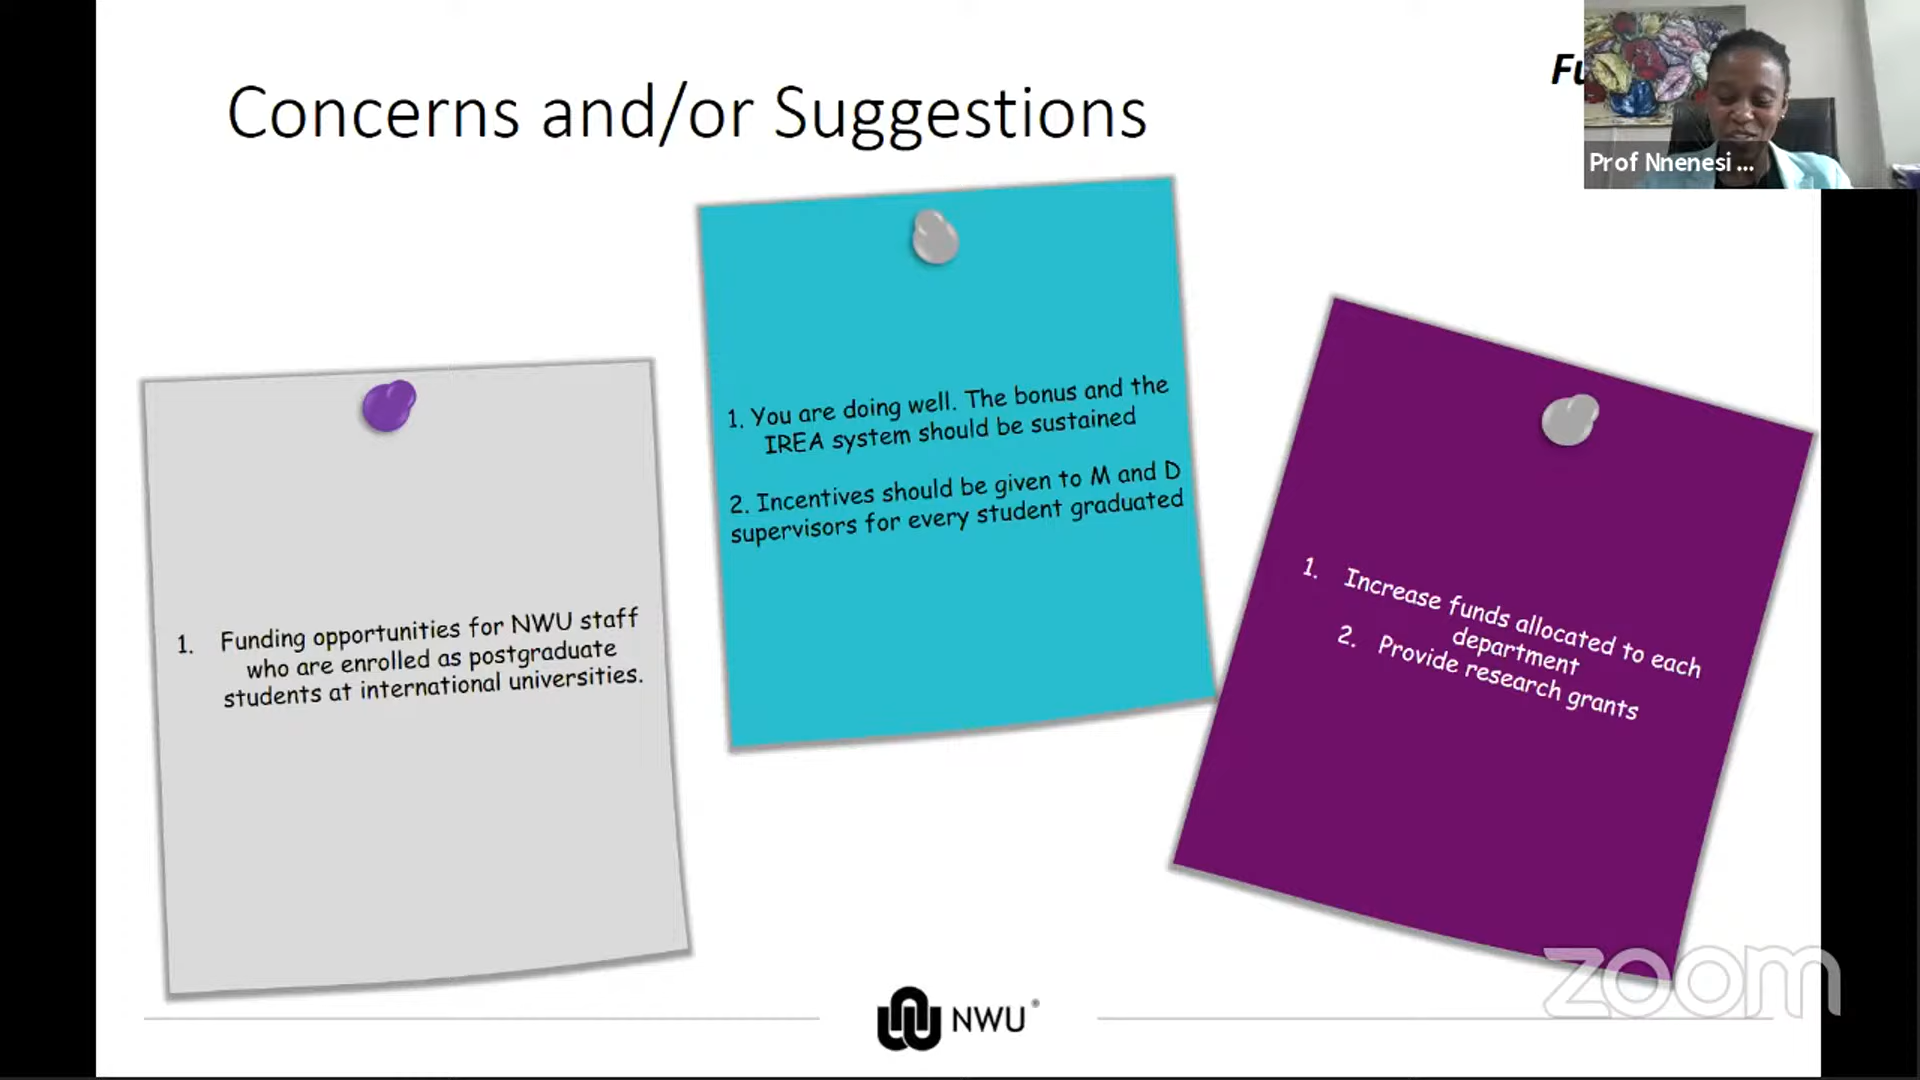 Concerns and/or Suggestions
Prof Nnenesi ...
1. You are doing well. The bonus and the
IREA system should be sustained
2. Incentives should be given to M and D
supervisors for every student graduated
1. Funding opportunities for NWU staff
who are enrolled as postgraduate
students at international universities.
1. Increase funds allocated to each
department
2. Provide research grants
NWU
zoom